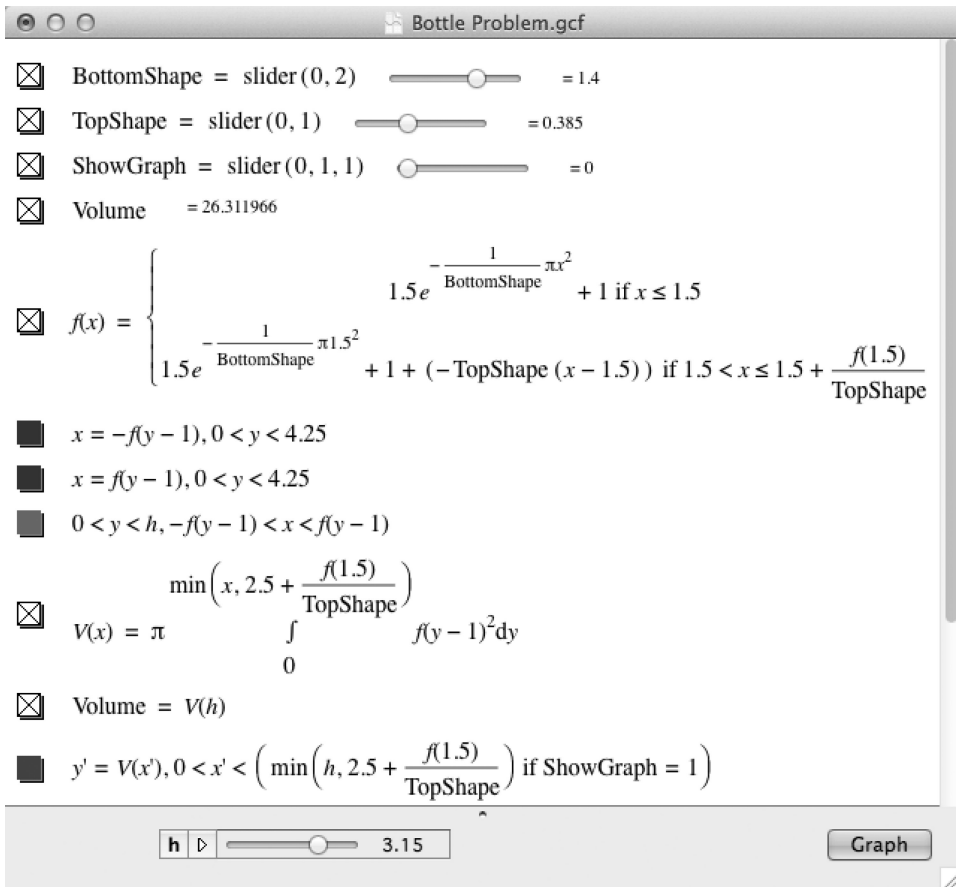 Bottle Problem.gcf
BottomShape = slider(0, 2) = 1.4
TopShape = slider(0, 1) = 0.385
ShowGraph = slider(0, 1, 1) = 0
Volume = 26.311966
f(x) = { 1.5e^(-1/BottomShape πx²) + 1 if x ≤ 1.5
1.5e^(-1/BottomShape π1.5²) + 1 + (-TopShape (x - 1.5)) if 1.5 < x ≤ 1.5 + f(1.5)/TopShape
x = -f(y - 1), 0 < y < 4.25
x = f(y - 1), 0 < y < 4.25
0 < y < h, -f(y - 1) < x < f(y - 1)
V(x) = π ∫_0^min(x, 2.5 + f(1.5)/TopShape) f(y - 1)²dy
Volume = V(h)
y' = V(x'), 0 < x' < ( min(h, 2.5 + f(1.5)/TopShape) if ShowGraph = 1 )
h 3.15 Graph